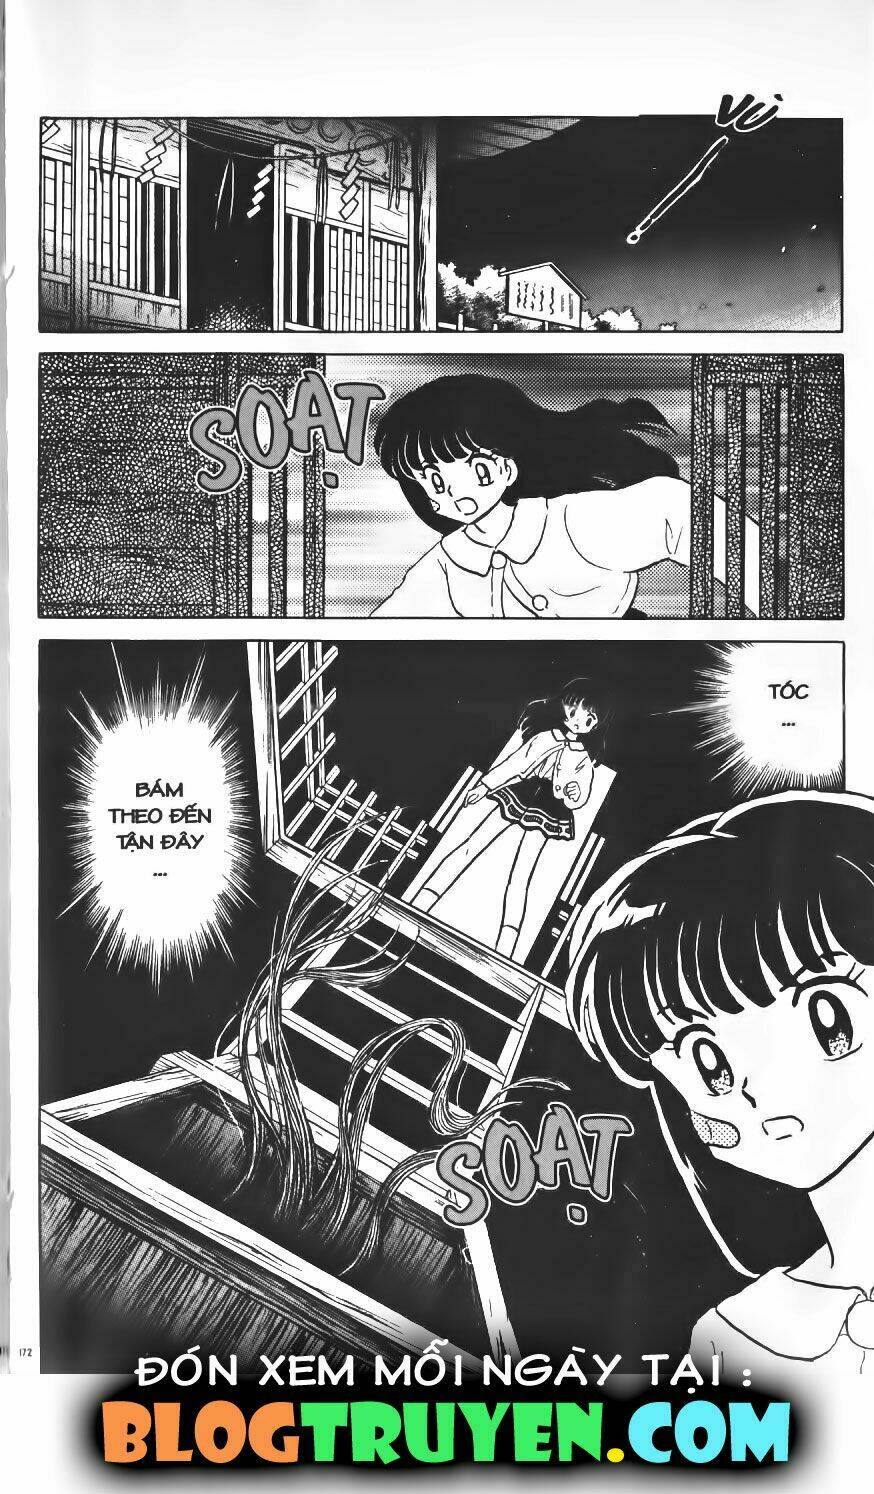 VÙ
SOẠT
TÓC
...
BÁM
THEO ĐẾN
TẬN ĐÂY
...
SOẠT
172
ĐÓN XEM MỖI NGÀY TẠI :
BLOGTRUYEN.COM